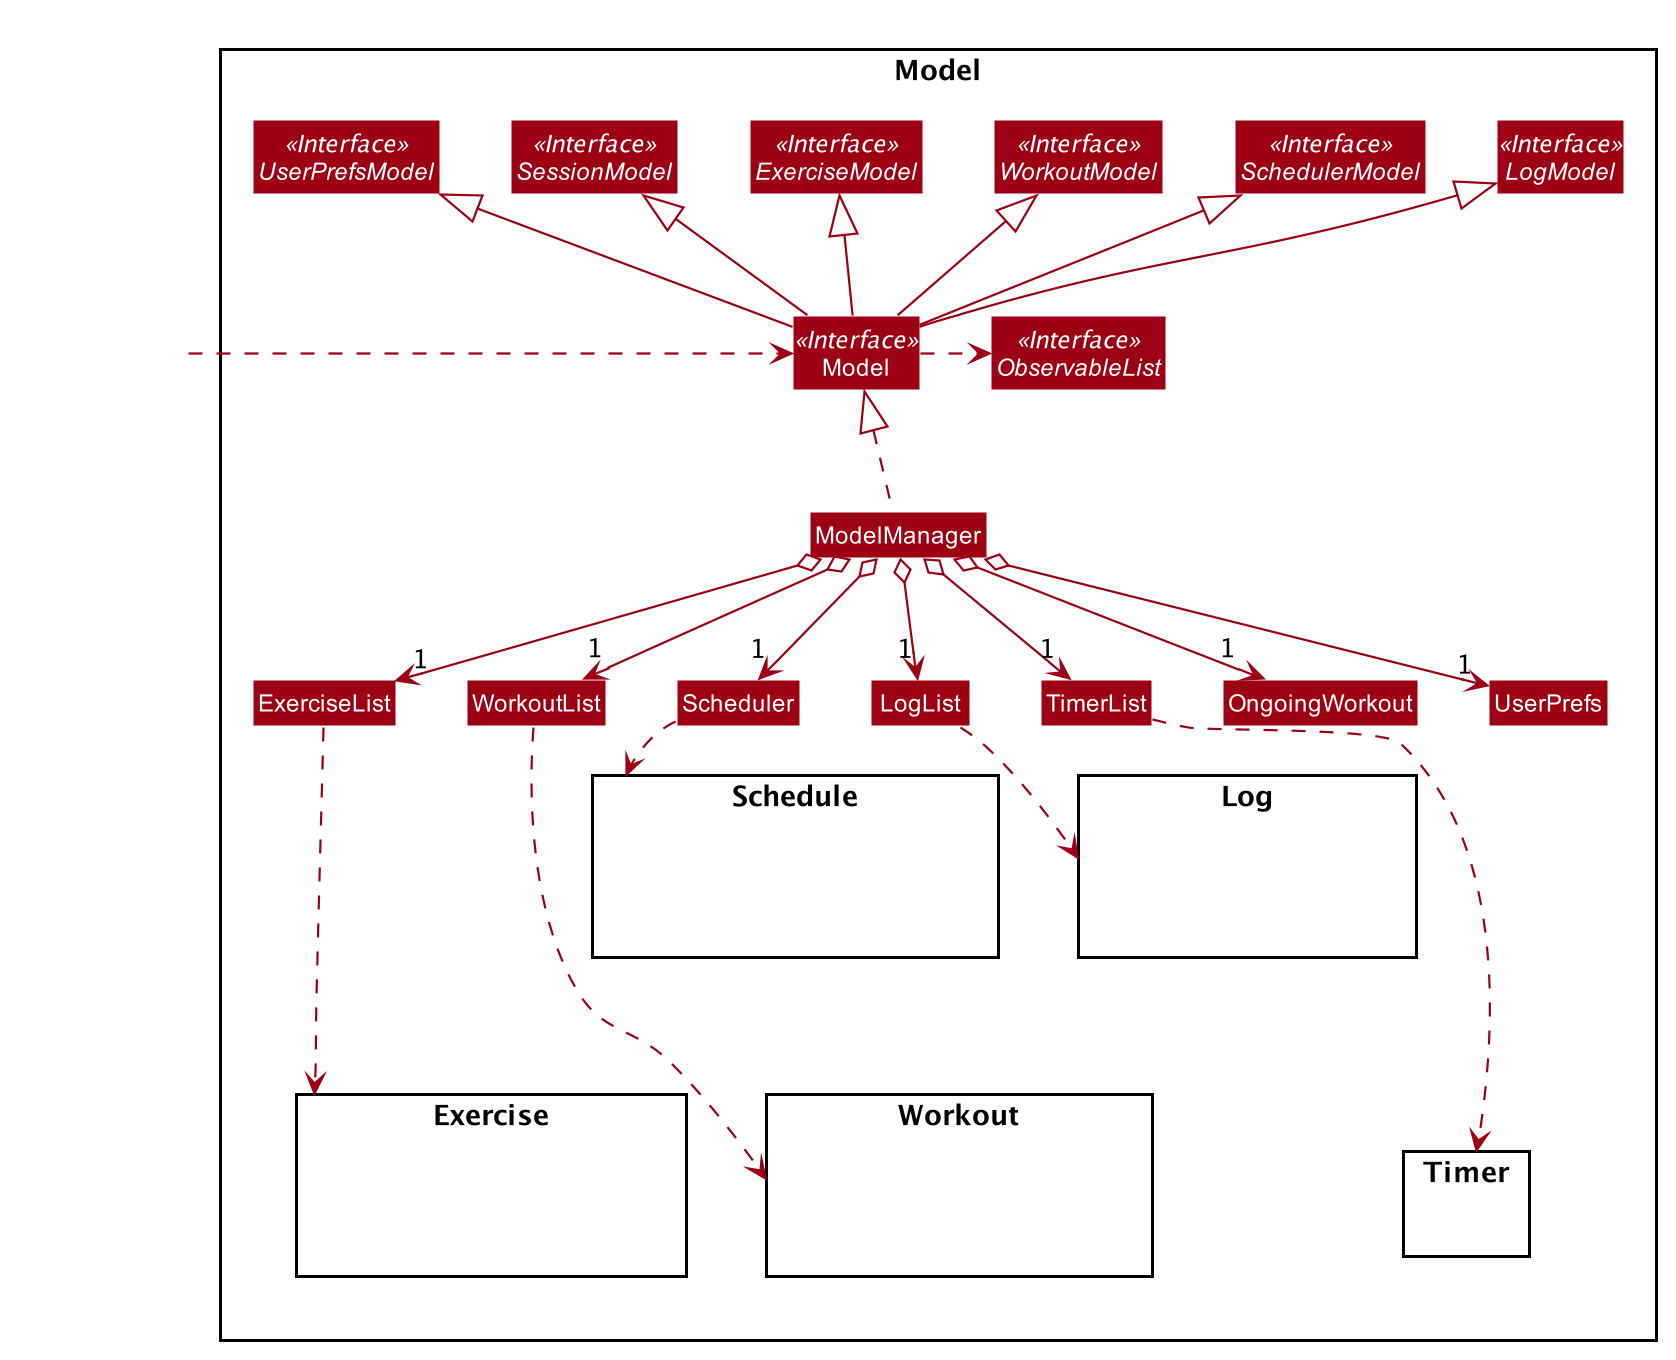 Model
«Interface»
UserPrefsModel
«Interface»
SessionModel
«Interface»
ExerciseModel
«Interface»
WorkoutModel
«Interface»
SchedulerModel
«Interface»
LogModel
«Interface»
Model
«Interface»
ObservableList
ModelManager
1
1
1
1
1
1
1
ExerciseList
WorkoutList
Scheduler
LogList
TimerList
OngoingWorkout
UserPrefs
Schedule
Log
Exercise
Workout
Timer